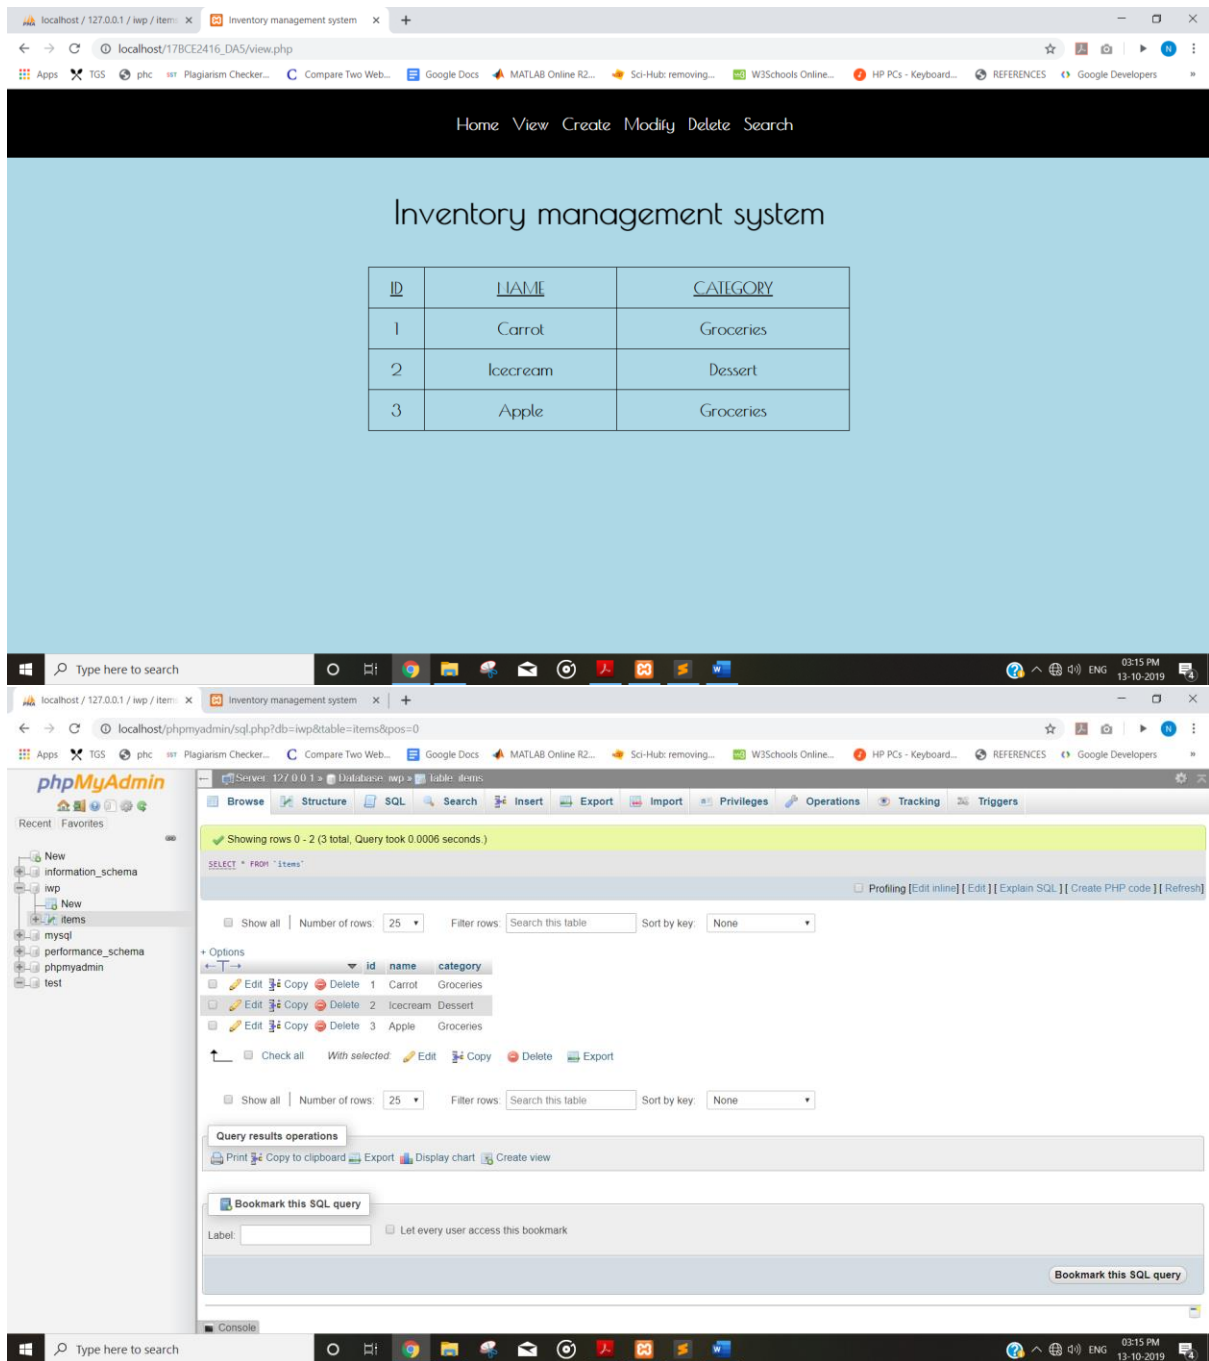 localhost / 127.0.0.1 / iwp / item
Inventory management system
localhost/17BCE2416_DA5/view.php
N
Apps TGS phc Plagiarism Checker... Compare Two Web... Google Docs MATLAB Online R2... Sci-Hub: removing... W3Schools Online... HP PCs - Keyboard... REFERENCES Google Developers »
Home View Create Modify Delete Search
Inventory management system
ID NAME CATEGORY
1 Carrot Groceries
2 Icecream Dessert
3 Apple Groceries
Type here to search
ENG
03:15 PM
13-10-2019
localhost / 127.0.0.1 / iwp / item
Inventory management system
localhost/phpmyadmin/sql.php?db=iwp&table=items&pos=0
N
Apps TGS phc Plagiarism Checker... Compare Two Web... Google Docs MATLAB Online R2... Sci-Hub: removing... W3Schools Online... HP PCs - Keyboard... REFERENCES Google Developers »
phpMyAdmin
Recent Favorites
New
information_schema
iwp
New
items
mysql
performance_schema
phpmyadmin
test
Server: 127.0.0.1 » Database: iwp » Table: items
Browse Structure SQL Search Insert Export Import Privileges Operations Tracking Triggers
Showing rows 0 - 2 (3 total, Query took 0.0006 seconds.)
SELECT * FROM `items`
Profiling [Edit inline] [ Edit ] [ Explain SQL ] [ Create PHP code ] [ Refresh]
Show all Number of rows: 25 Filter rows: Search this table Sort by key: None
+ Options
id name category
Edit Copy Delete 1 Carrot Groceries
Edit Copy Delete 2 Icecream Dessert
Edit Copy Delete 3 Apple Groceries
Check all With selected: Edit Copy Delete Export
Show all Number of rows: 25 Filter rows: Search this table Sort by key: None
Query results operations
Print Copy to clipboard Export Display chart Create view
Bookmark this SQL query
Label: Let every user access this bookmark
Bookmark this SQL query
Console
Type here to search
ENG
03:15 PM
13-10-2019